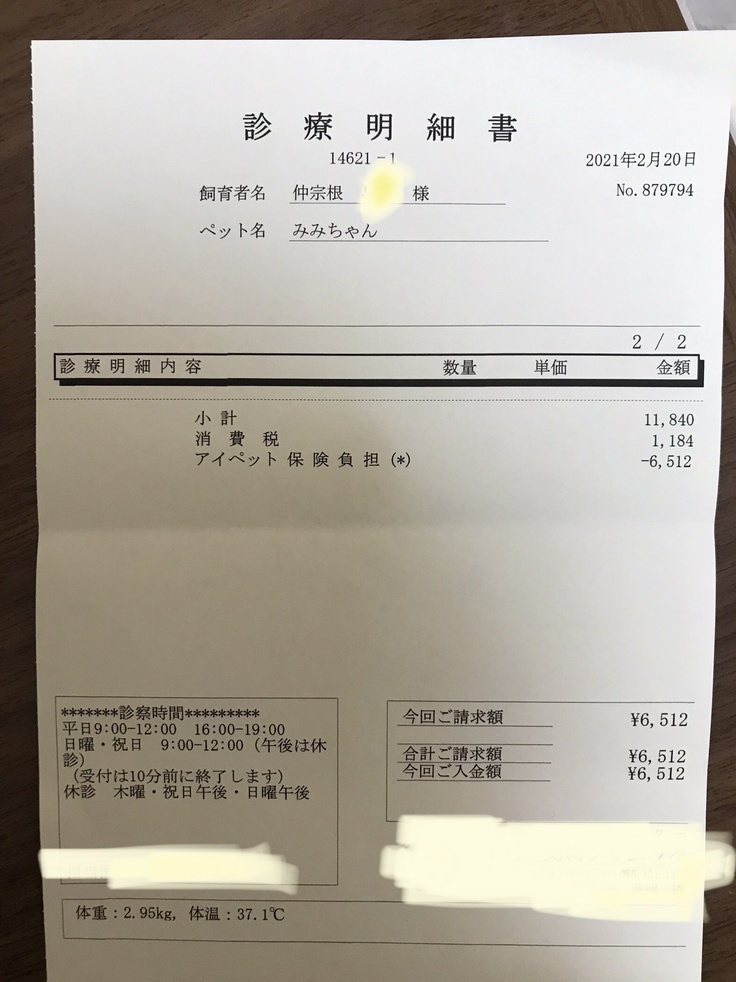 診療明細書
14621-1
2021年2月20日
飼育者名 仲宗根 様
No.879794
ペット名 みみちゃん
2 / 2
診療明細内容 数量 単価 金額
小計 11,840
消費税 1,184
アイペット保険負担(*) -6,512
*******診察時間*********
平日9:00-12:00 16:00-19:00
日曜・祝日 9:00-12:00(午後は休
診)
(受付は10分前に終了します)
休診 木曜・祝日午後・日曜午後
今回ご請求額 ¥6,512
合計ご請求額 ¥6,512
今回ご入金額 ¥6,512
体重:2.95kg, 体温:37.1℃